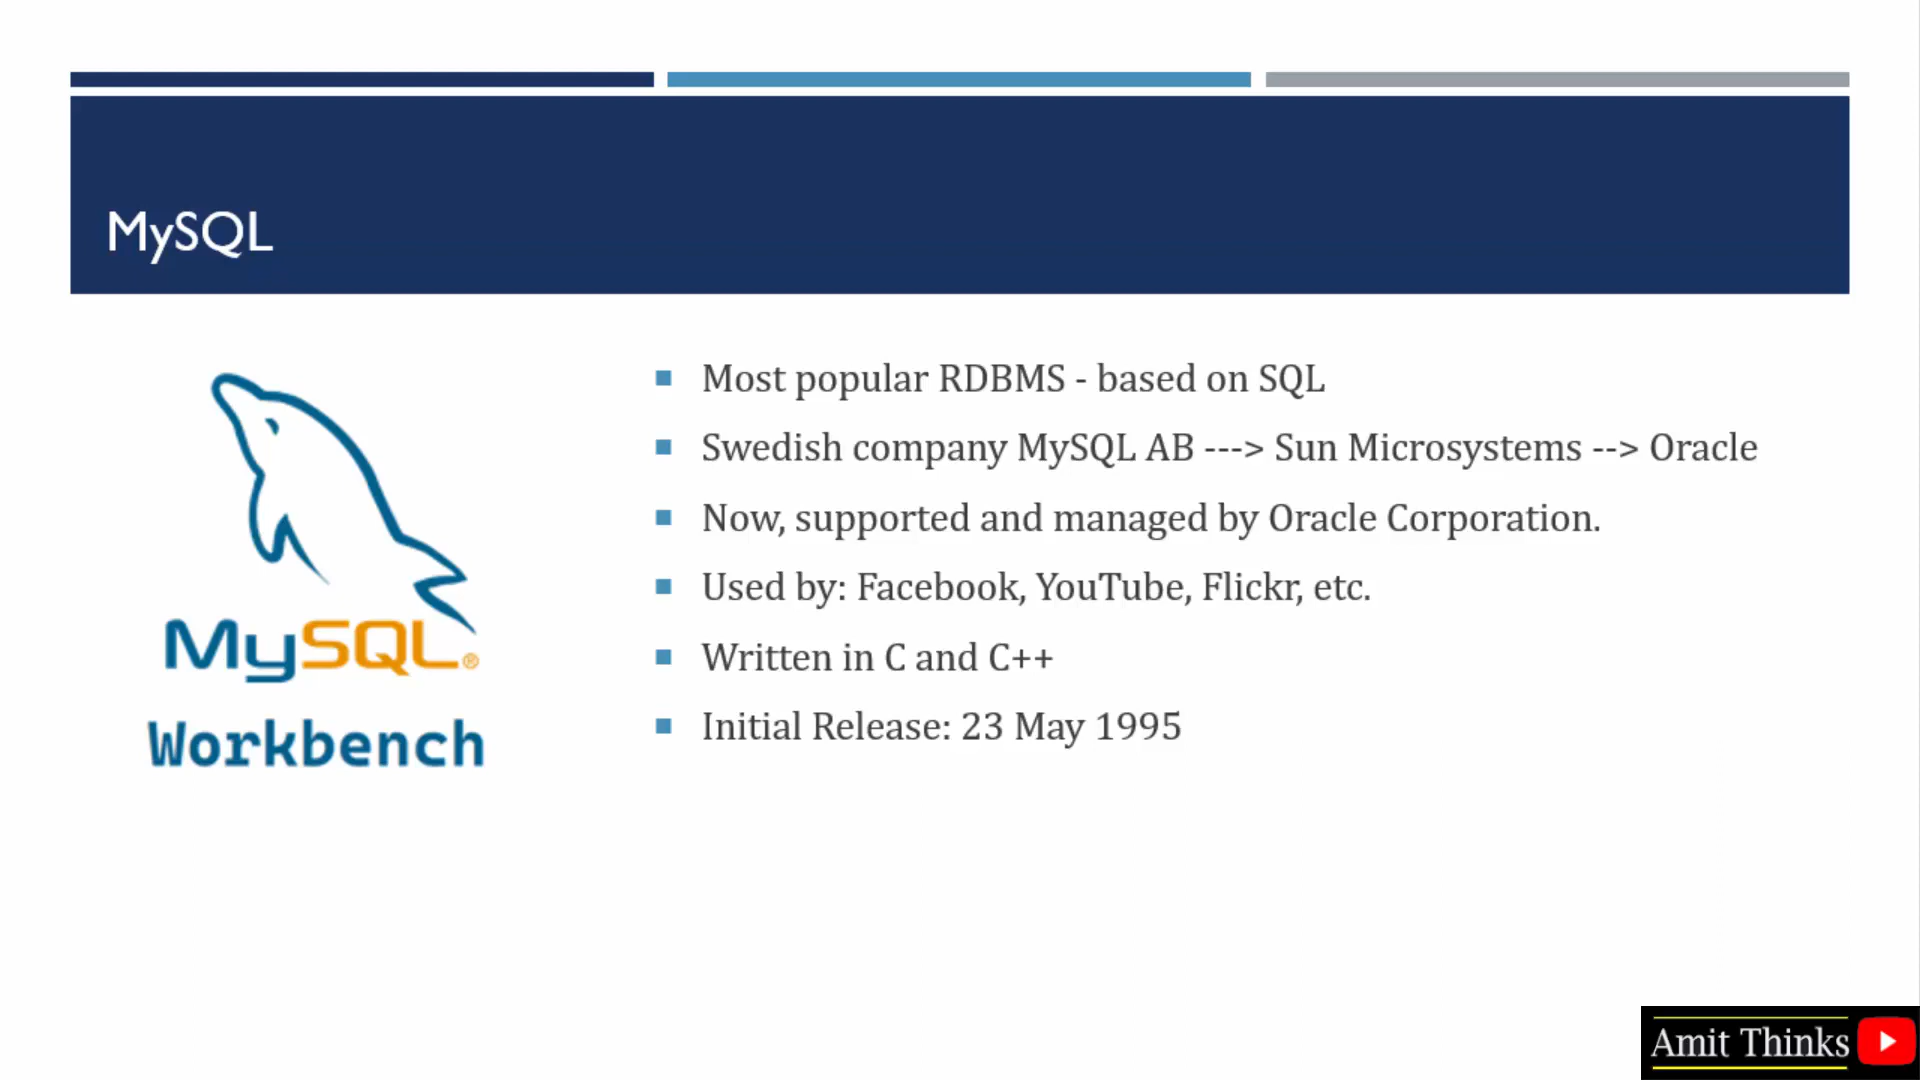 MySQL
MySQL®
Workbench
Most popular RDBMS - based on SQL
Swedish company MySQL AB ---> Sun Microsystems --> Oracle
Now, supported and managed by Oracle Corporation.
Used by: Facebook, YouTube, Flickr, etc.
Written in C and C++
Initial Release: 23 May 1995
Amit Thinks